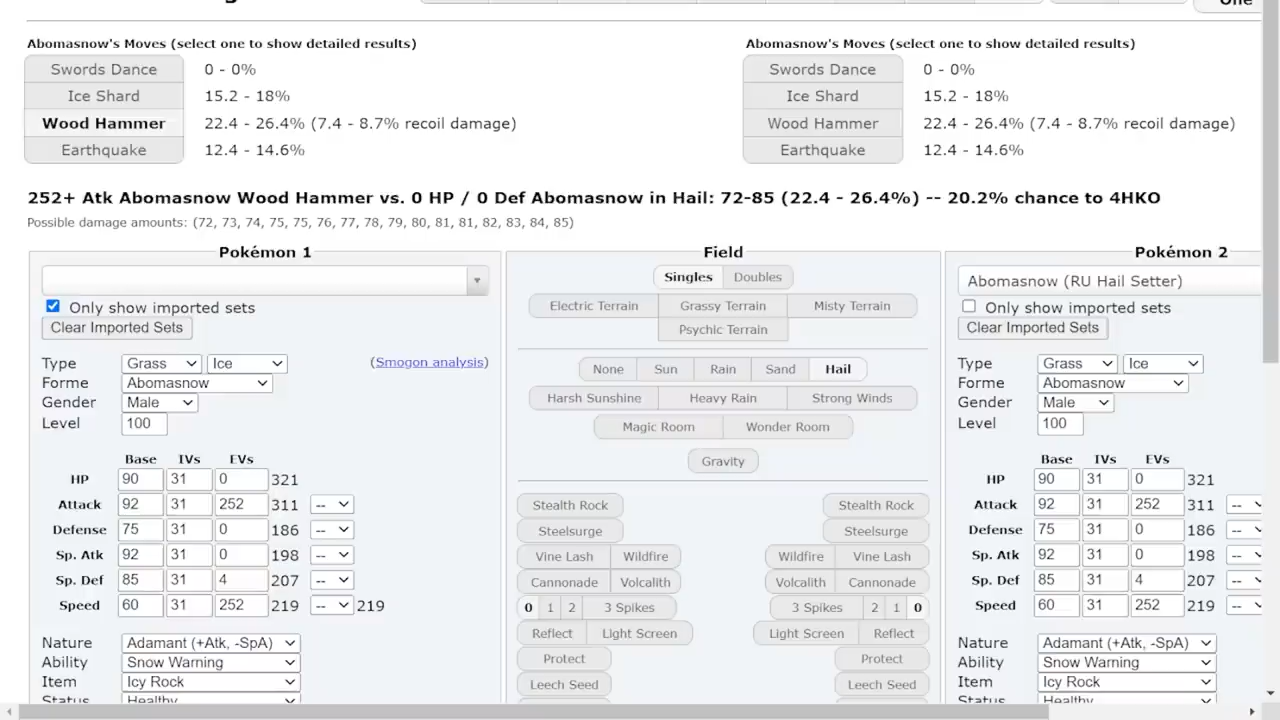 One
Abomasnow's Moves (select one to show detailed results)
Swords Dance 0 - 0%
Ice Shard 15.2 - 18%
Wood Hammer 22.4 - 26.4% (7.4 - 8.7% recoil damage)
Earthquake 12.4 - 14.6%
Abomasnow's Moves (select one to show detailed results)
Swords Dance 0 - 0%
Ice Shard 15.2 - 18%
Wood Hammer 22.4 - 26.4% (7.4 - 8.7% recoil damage)
Earthquake 12.4 - 14.6%
252+ Atk Abomasnow Wood Hammer vs. 0 HP / 0 Def Abomasnow in Hail: 72-85 (22.4 - 26.4%) -- 20.2% chance to 4HKO
Possible damage amounts: (72, 73, 74, 75, 75, 76, 77, 78, 79, 80, 81, 81, 82, 83, 84, 85)
Pokémon 1
Only show imported sets
Clear Imported Sets
Type Grass Ice (Smogon analysis)
Forme Abomasnow
Gender Male
Level 100
Base IVs EVs
HP 90 31 0 321
Attack 92 31 252 311 --
Defense 75 31 0 186 --
Sp. Atk 92 31 0 198 --
Sp. Def 85 31 4 207 --
Speed 60 31 252 219 -- 219
Nature Adamant (+Atk, -SpA)
Ability Snow Warning
Item Icy Rock
Status Healthy
Field
Singles Doubles
Electric Terrain Grassy Terrain Misty Terrain
Psychic Terrain
None Sun Rain Sand Hail
Harsh Sunshine Heavy Rain Strong Winds
Magic Room Wonder Room
Gravity
Stealth Rock Stealth Rock
Steelsurge Steelsurge
Vine Lash Wildfire Wildfire Vine Lash
Cannonade Volcalith Volcalith Cannonade
0 1 2 3 Spikes 3 Spikes 2 1 0
Reflect Light Screen Light Screen Reflect
Protect Protect
Leech Seed Leech Seed
Pokémon 2
Abomasnow (RU Hail Setter)
Only show imported sets
Clear Imported Sets
Type Grass Ice
Forme Abomasnow
Gender Male
Level 100
Base IVs EVs
HP 90 31 0 321
Attack 92 31 252 311 --
Defense 75 31 0 186 --
Sp. Atk 92 31 0 198 --
Sp. Def 85 31 4 207 --
Speed 60 31 252 219 --
Nature Adamant (+Atk, -SpA)
Ability Snow Warning
Item Icy Rock
Status Healthy